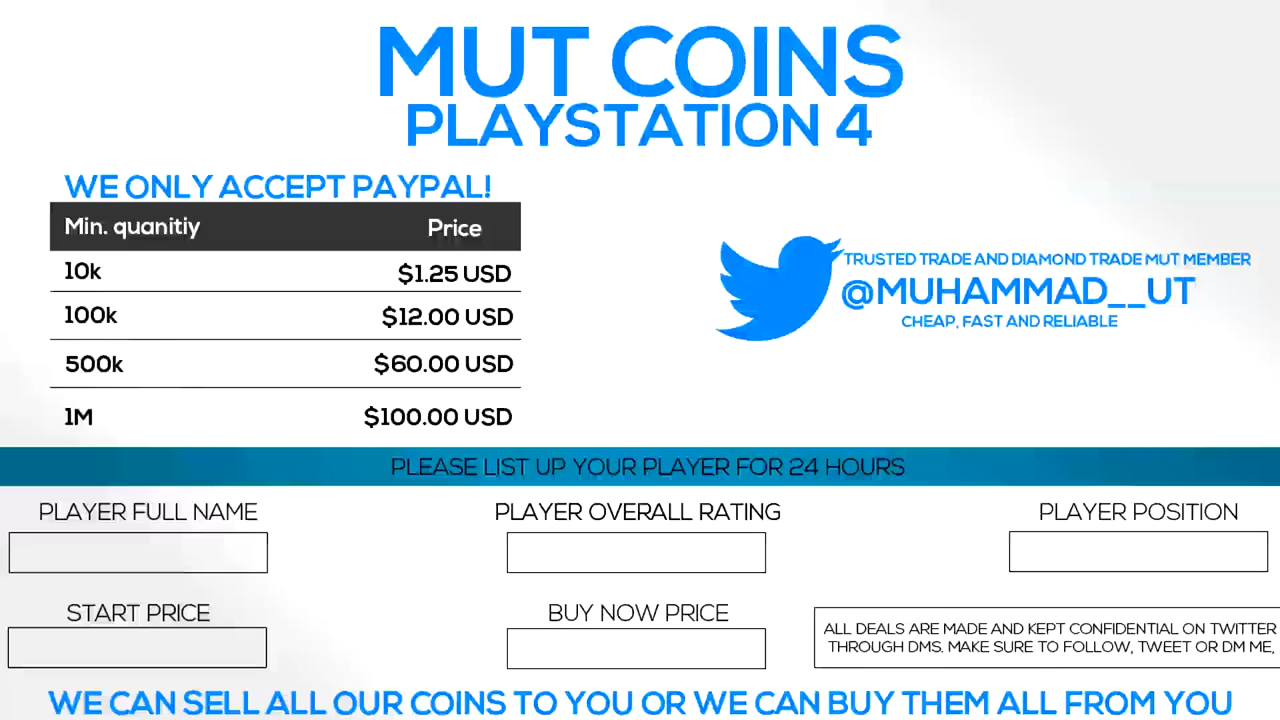 MUT COINS
PLAYSTATION 4
WE ONLY ACCEPT PAYPAL!
Min. quanitiy Price
10k $1.25 USD
100k $12.00 USD
500k $60.00 USD
1M $100.00 USD
TRUSTED TRADE AND DIAMOND TRADE MUT MEMBER
@MUHAMMAD__UT
CHEAP, FAST AND RELIABLE
PLEASE LIST UP YOUR PLAYER FOR 24 HOURS
PLAYER FULL NAME PLAYER OVERALL RATING PLAYER POSITION
START PRICE BUY NOW PRICE
ALL DEALS ARE MADE AND KEPT CONFIDENTIAL ON TWITTER
THROUGH DMS. MAKE SURE TO FOLLOW, TWEET OR DM ME,
WE CAN SELL ALL OUR COINS TO YOU OR WE CAN BUY THEM ALL FROM YOU